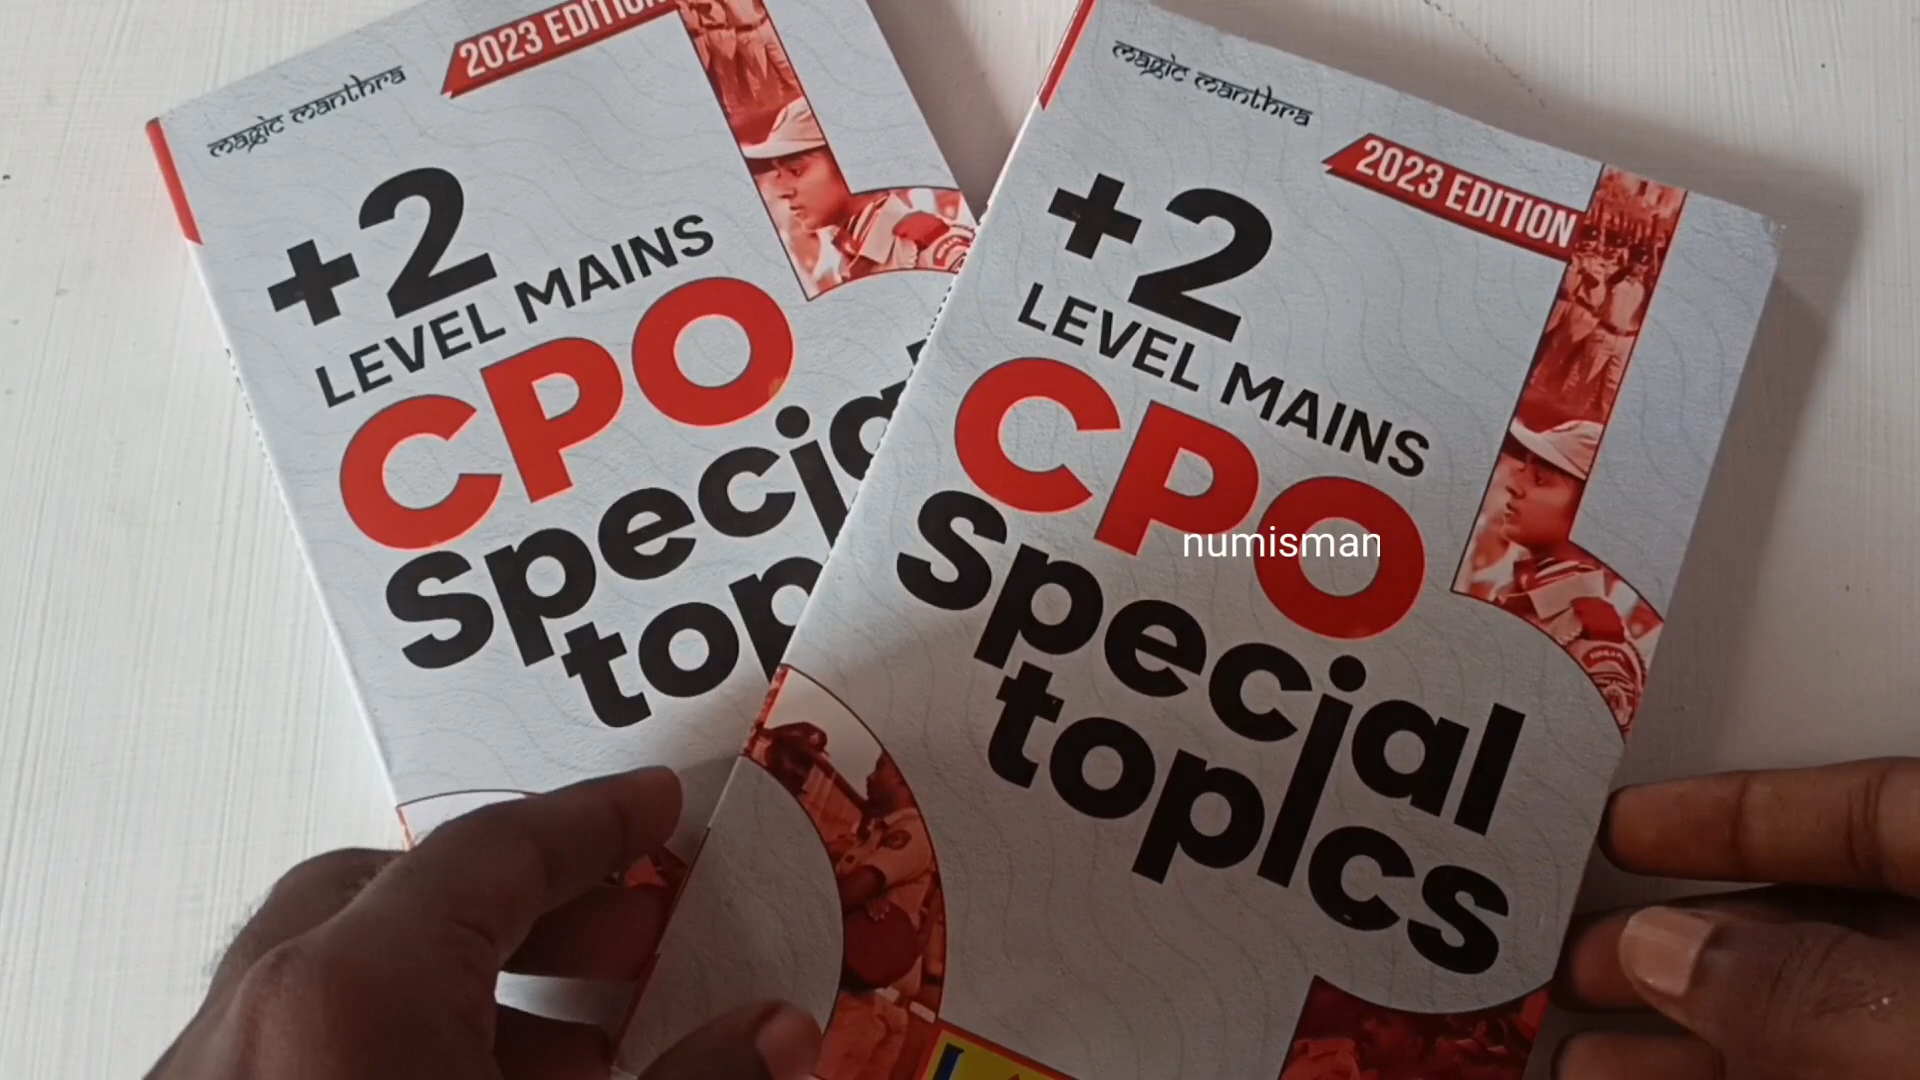 magic manthra
2023 EDITION
+2
LEVEL MAINS
CPO
special
top
magic manthra
2023 EDITION
+2
LEVEL MAINS
CPO
special
topics
numisman